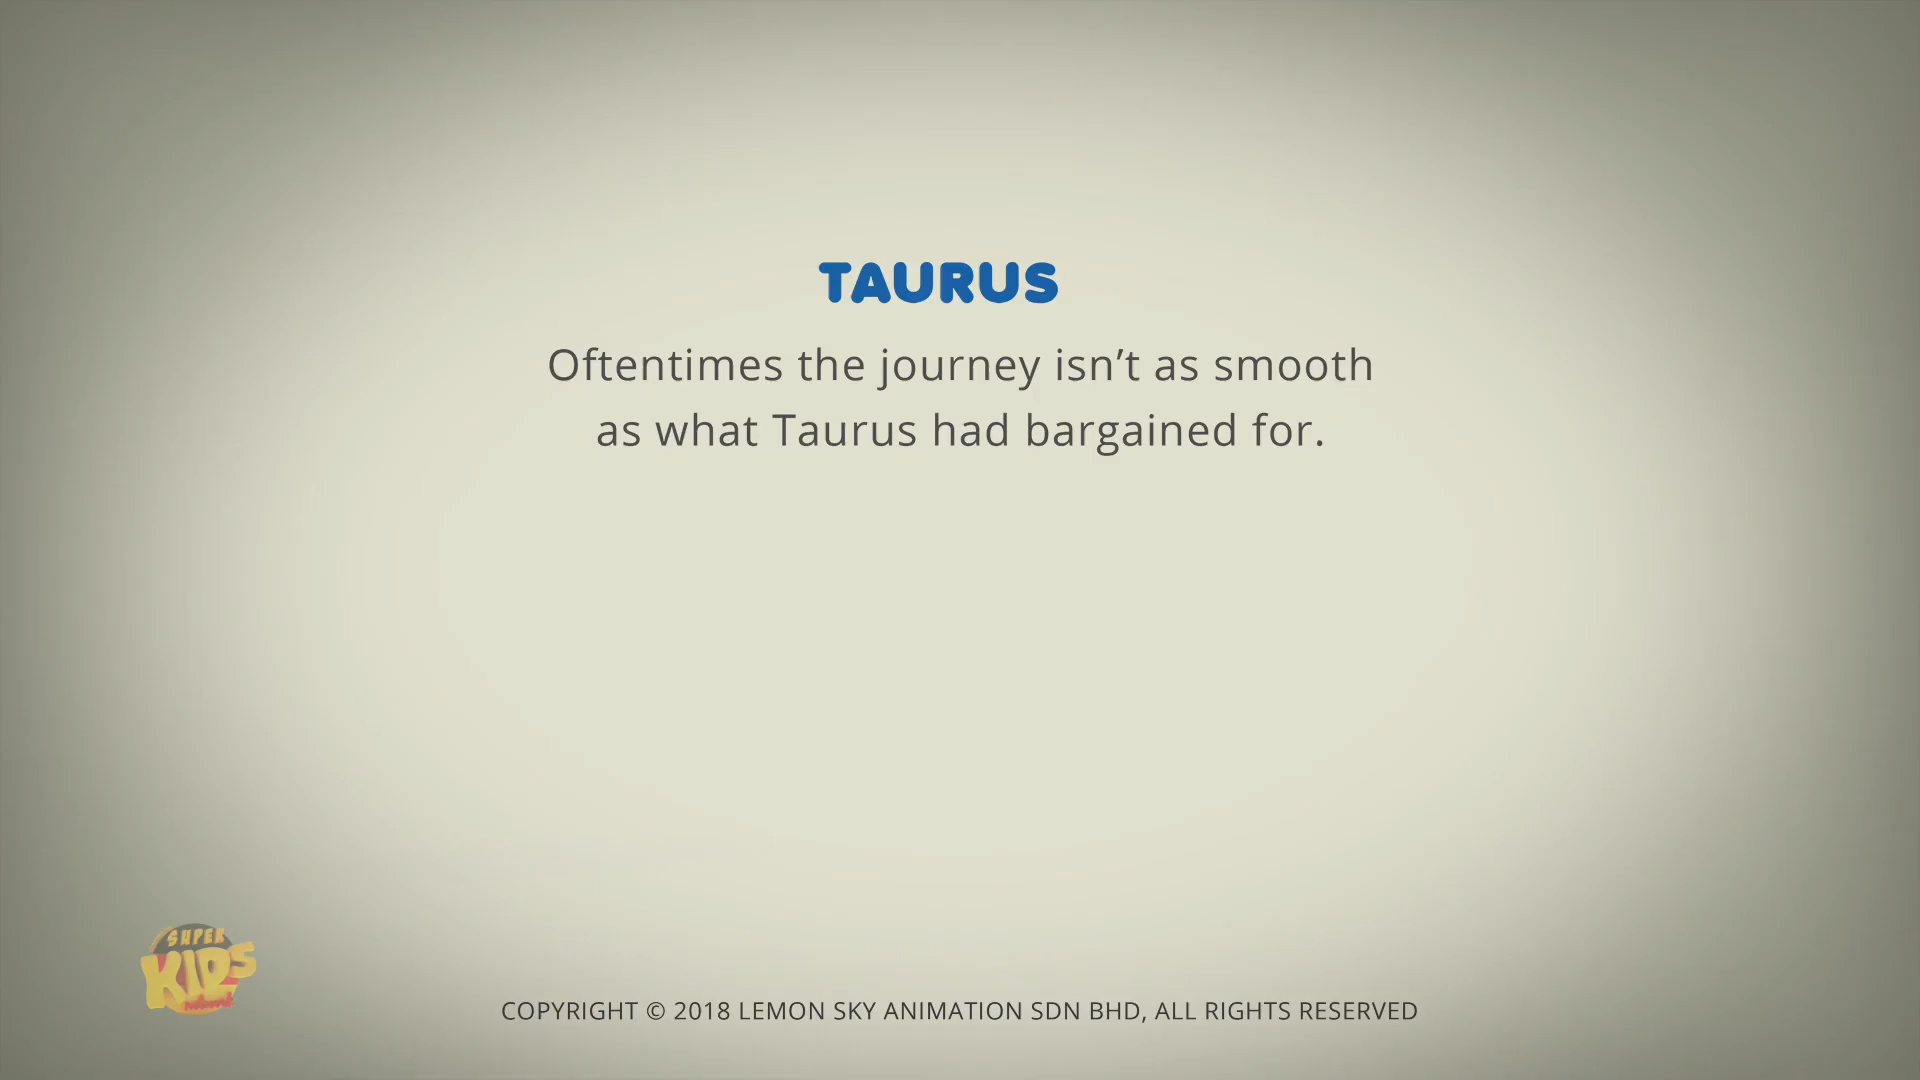 TAURUS
Oftentimes the journey isn’t as smooth
as what Taurus had bargained for.
SUPER
KIDS
network
COPYRIGHT © 2018 LEMON SKY ANIMATION SDN BHD, ALL RIGHTS RESERVED